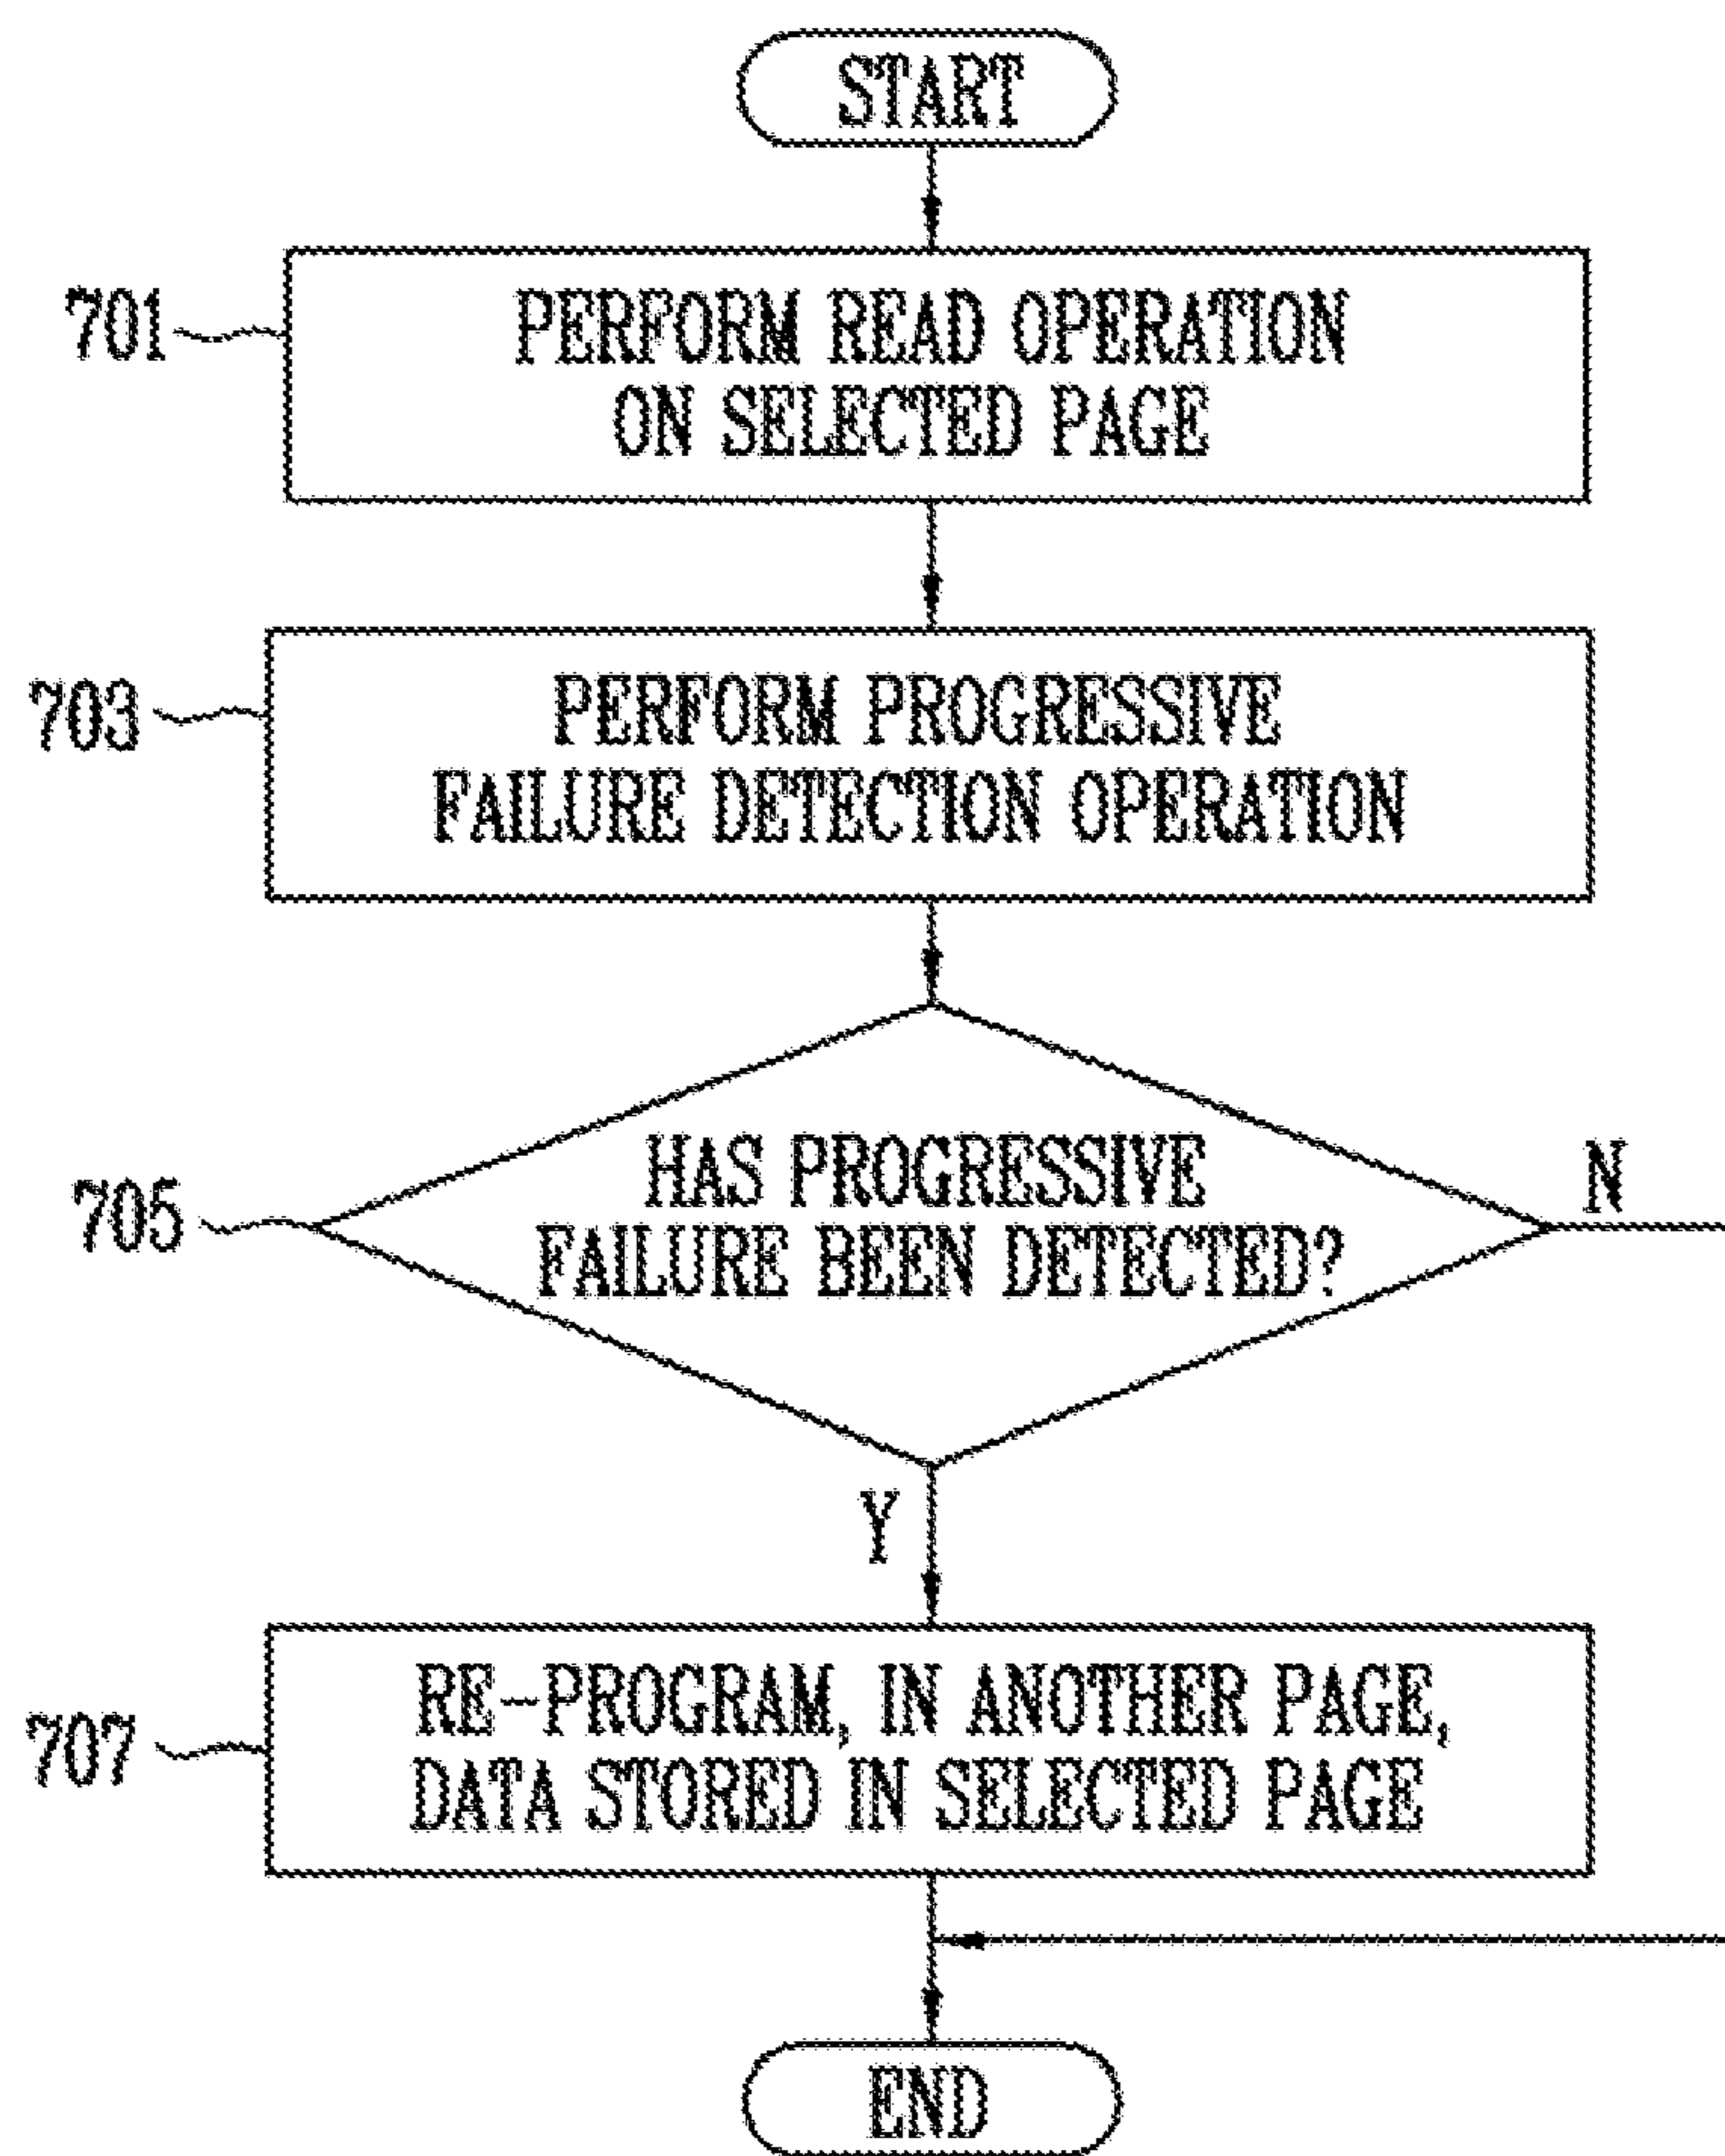 START
701
PERFORM READ OPERATION
ON SELECTED PAGE
703
PERFORM PROGRESSIVE
FAILURE DETECTION OPERATION
705
HAS PROGRESSIVE
FAILURE BEEN DETECTED?
N
Y
707
RE-PROGRAM, IN ANOTHER PAGE,
DATA STORED IN SELECTED PAGE
END